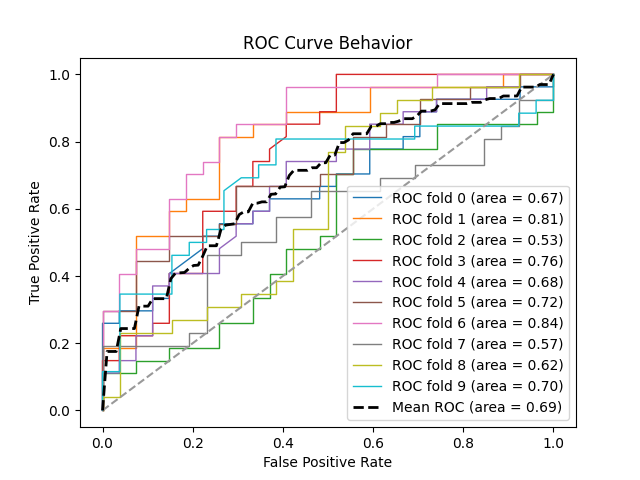 ROC Curve Behavior
True Positive Rate
1.0
0.8
0.6
0.4
0.2
0.0
0.0 0.2 0.4 0.6 0.8 1.0
False Positive Rate
ROC fold 0 (area = 0.67)
ROC fold 1 (area = 0.81)
ROC fold 2 (area = 0.53)
ROC fold 3 (area = 0.76)
ROC fold 4 (area = 0.68)
ROC fold 5 (area = 0.72)
ROC fold 6 (area = 0.84)
ROC fold 7 (area = 0.57)
ROC fold 8 (area = 0.62)
ROC fold 9 (area = 0.70)
Mean ROC (area = 0.69)